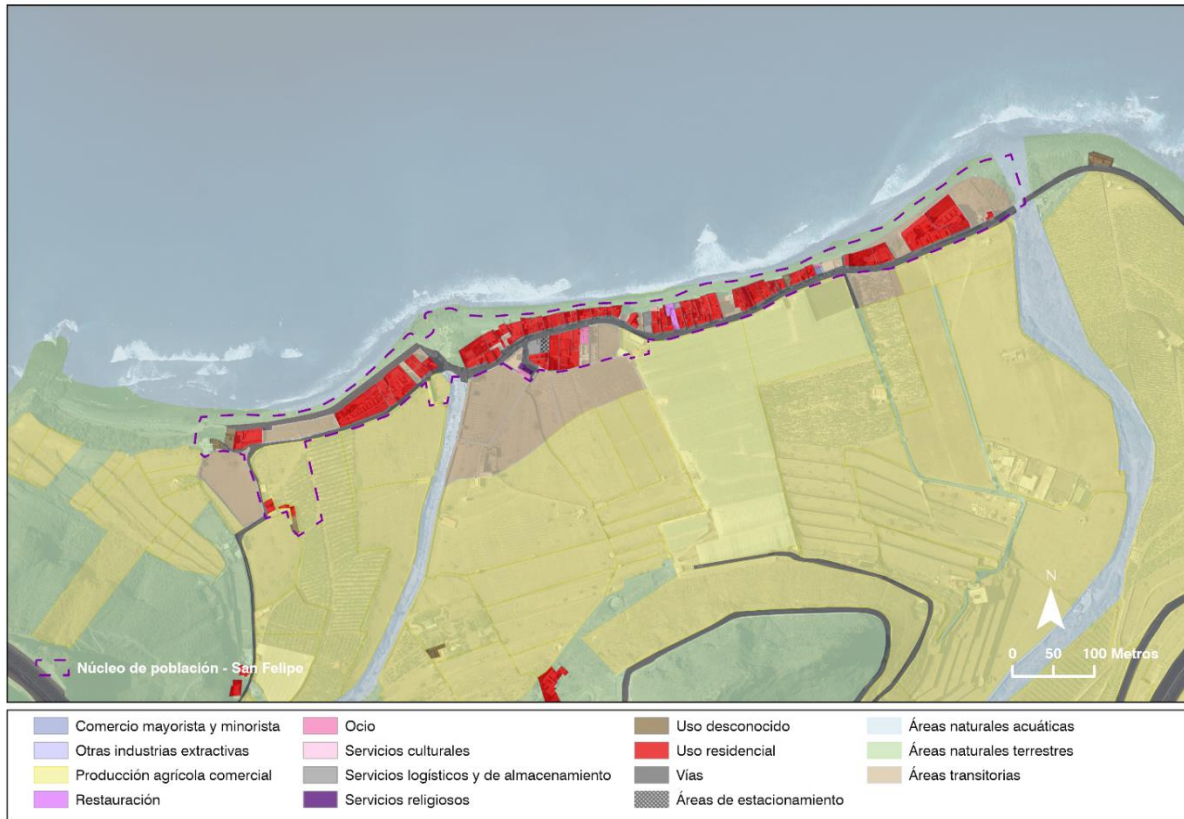 N
0 50 100 Metros
Núcleo de población - San Felipe
Comercio mayorista y minorista
Otras industrias extractivas
Producción agrícola comercial
Restauración
Ocio
Servicios culturales
Servicios logísticos y de almacenamiento
Servicios religiosos
Uso desconocido
Uso residencial
Vías
Áreas de estacionamiento
Áreas naturales acuáticas
Áreas naturales terrestres
Áreas transitorias